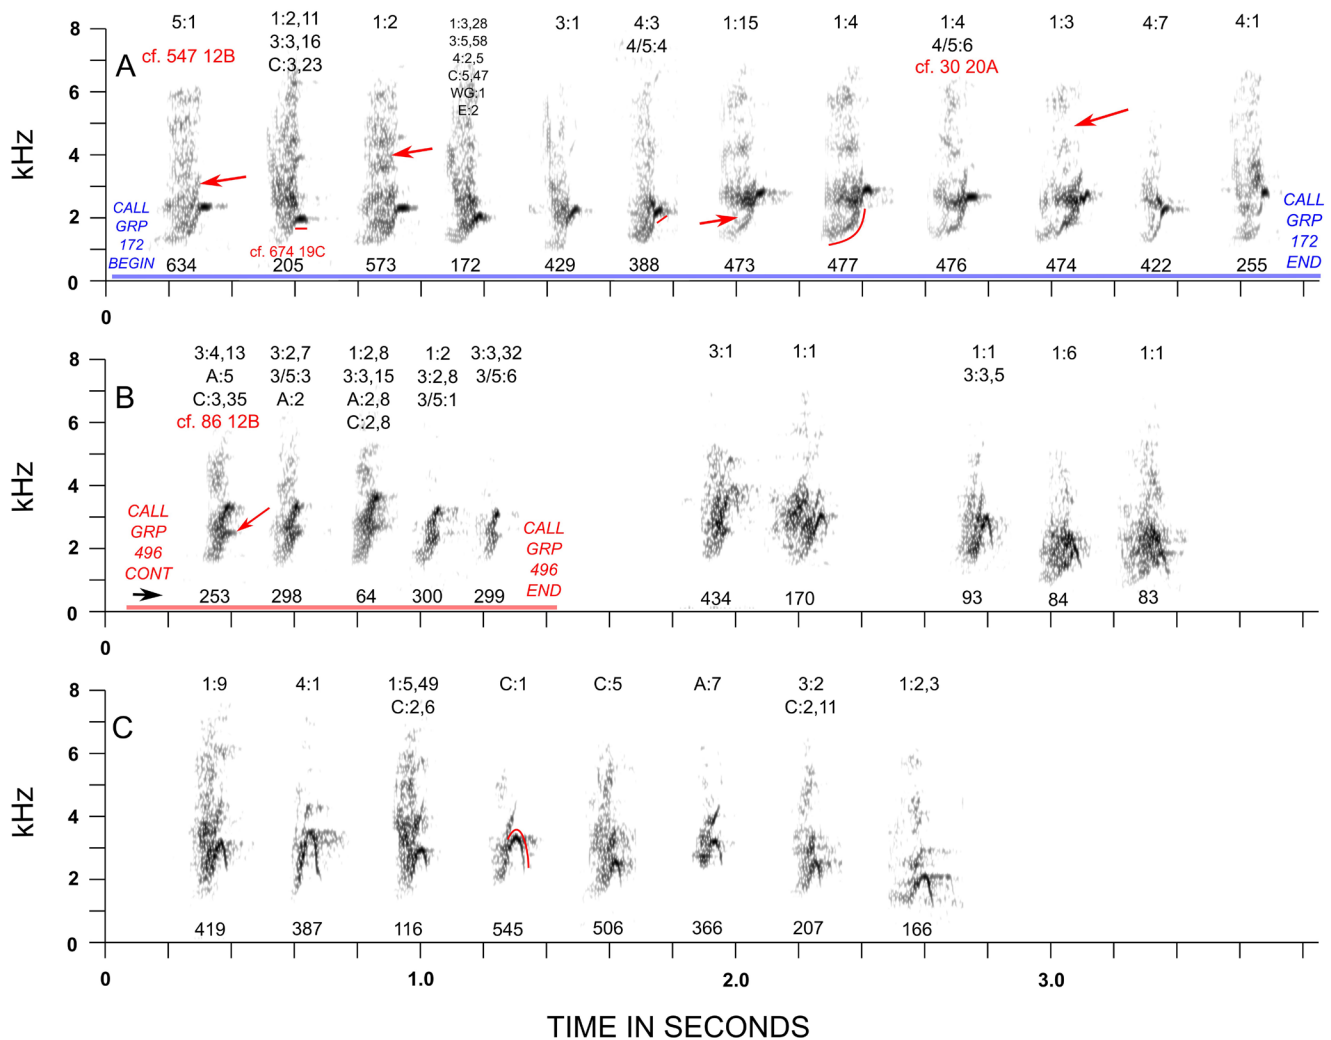 5:1 1:2,11 1:2 1:3,28 3:1 4:3 1:15 1:4 1:4 1:3 4:7 4:1
3:3,16 3:5,58 4/5:4 4/5:6
cf. 547 12B C:3,23 4:2,5 cf. 30 20A
C:5,47
WG:1
E:2
A
8
6
4
2
0
kHz
CALL
GRP
172
BEGIN
cf. 674 19C
CALL
GRP
172
END
634 205 573 172 429 388 473 477 476 474 422 255
0
3:4,13 3:2,7 1:2,8 1:2 3:3,32 3:1 1:1 1:1 1:6 1:1
A:5 3/5:3 3:3,15 3:2,8 3/5:6 3:3,5
C:3,35 A:2 A:2,8 3/5:1
cf. 86 12B C:2,8
B
8
6
4
2
0
kHz
CALL
GRP
496
CONT
CALL
GRP
496
END
253 298 64 300 299 434 170 93 84 83
0
1:9 4:1 1:5,49 C:1 C:5 A:7 3:2 1:2,3
C:2,6 C:2,11
C
8
6
4
2
0
kHz
419 387 116 545 506 366 207 166
0 1.0 2.0 3.0
TIME IN SECONDS